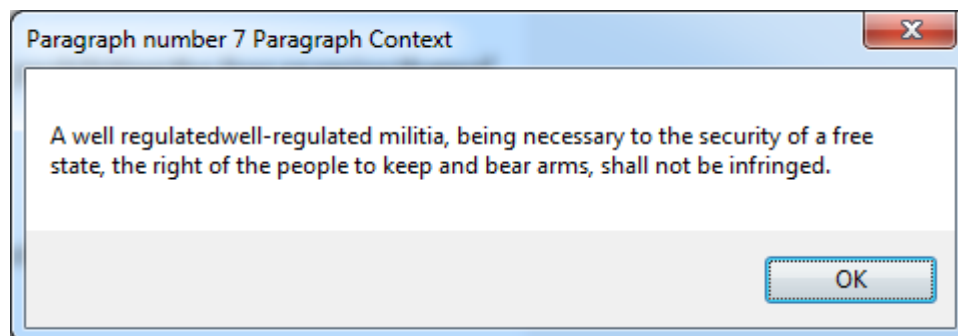 Paragraph number 7 Paragraph Context
A well regulatedwell-regulated militia, being necessary to the security of a free
state, the right of the people to keep and bear arms, shall not be infringed.
OK